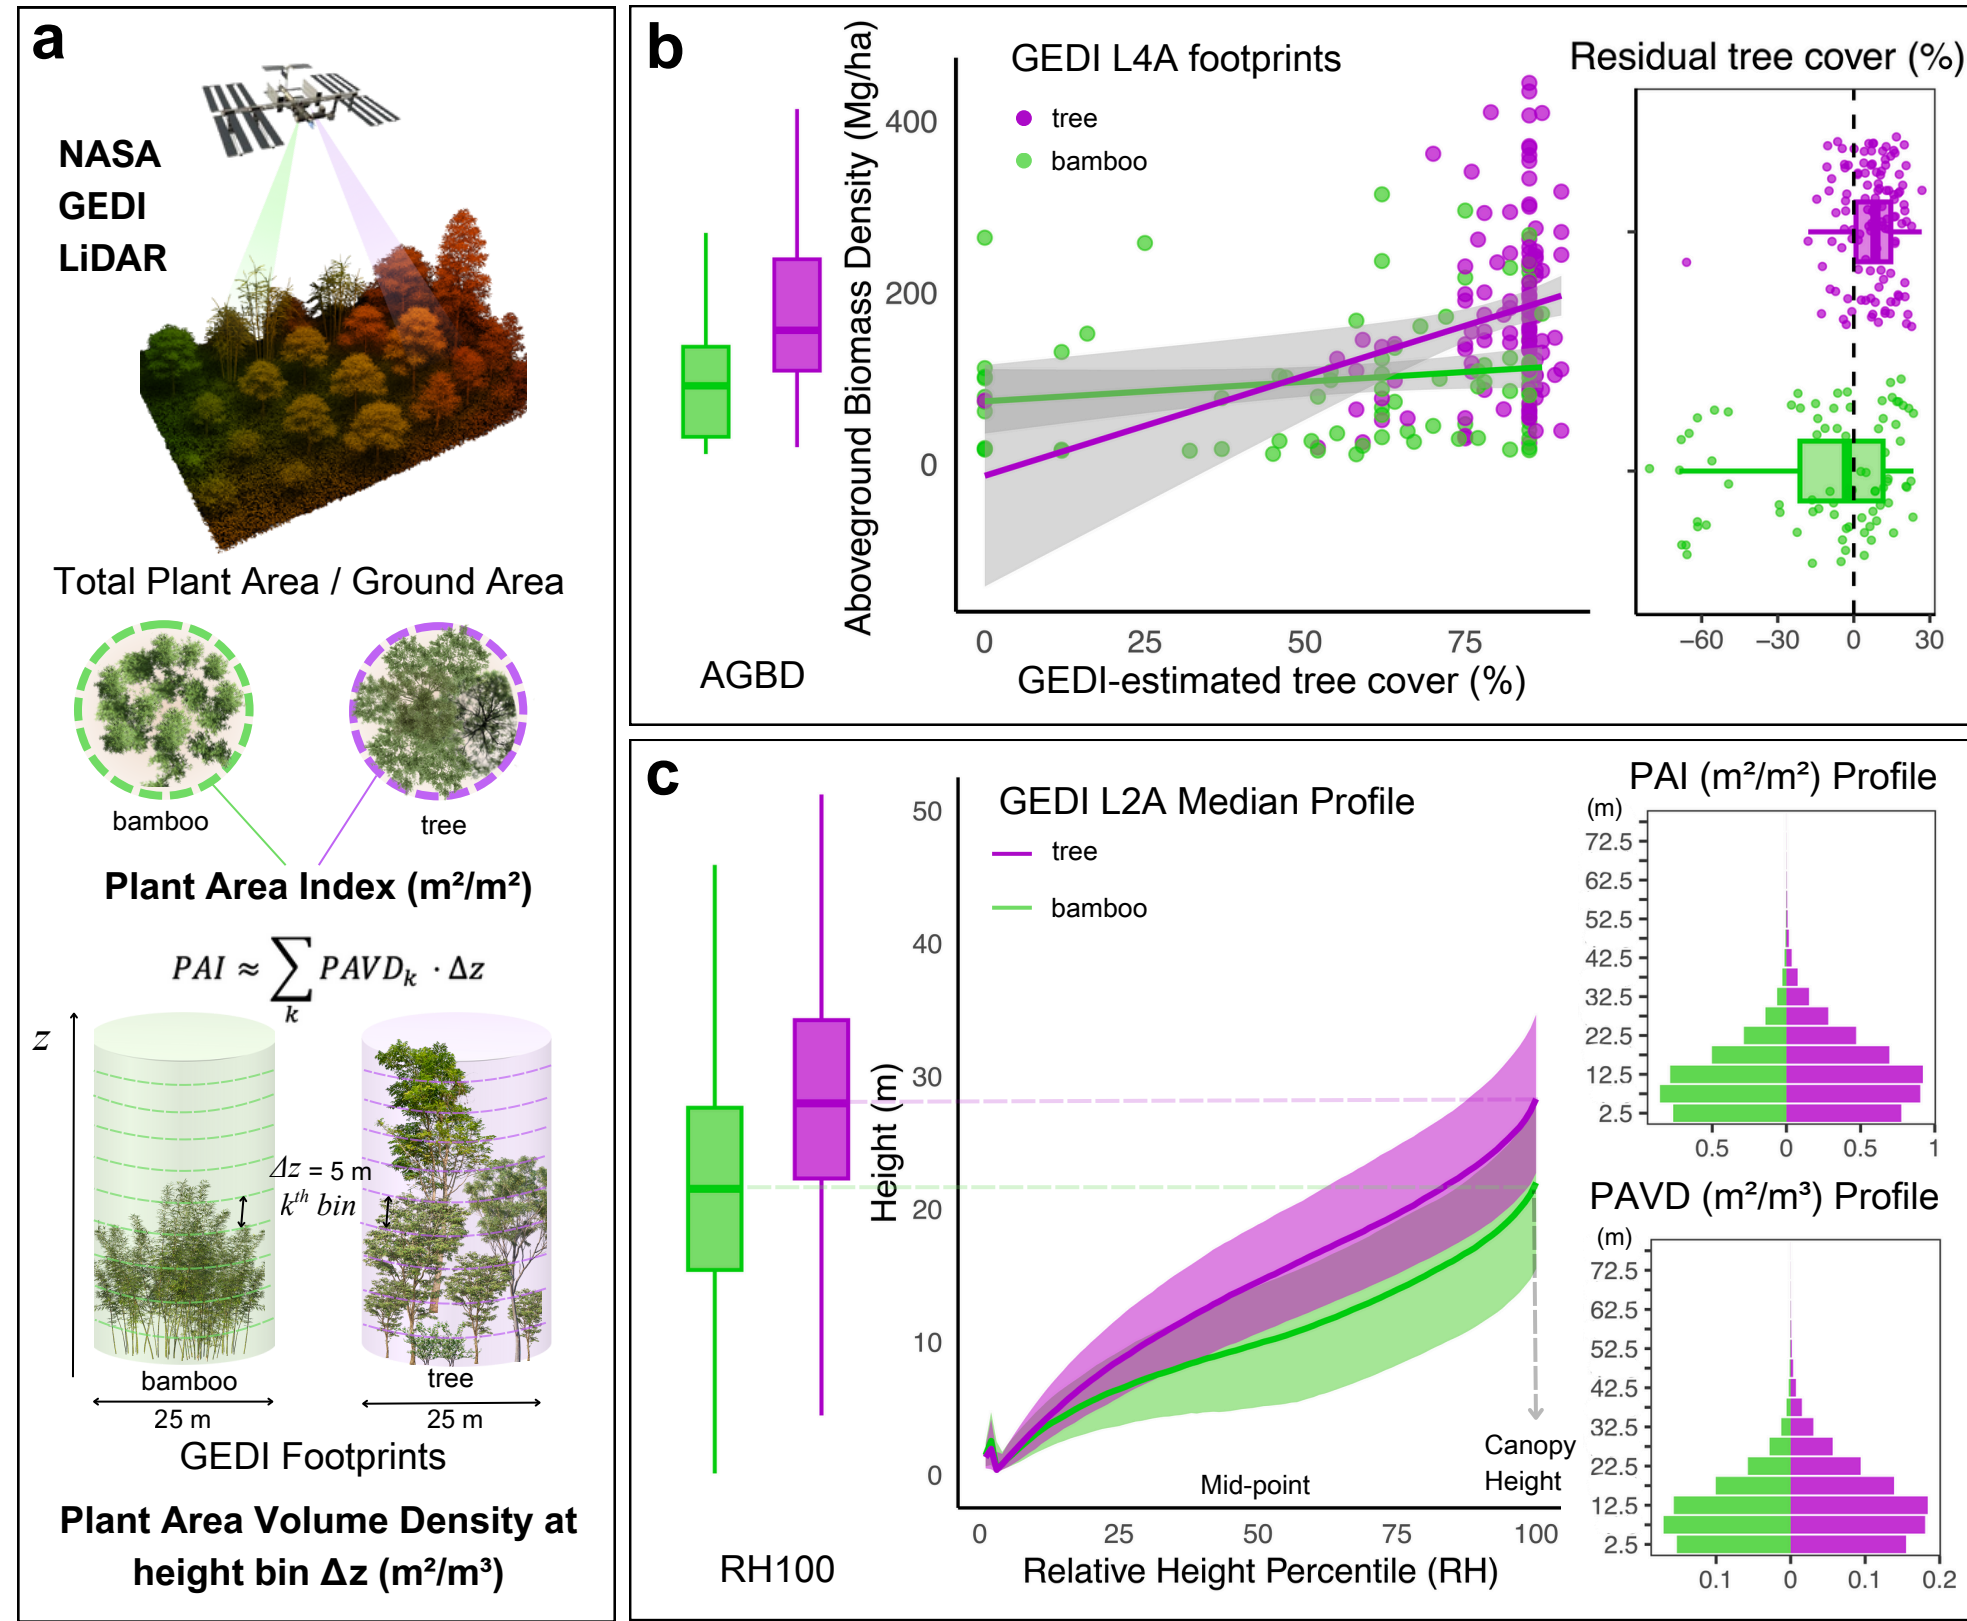 a
NASA
GEDI
LiDAR
Total Plant Area / Ground Area
bamboo
tree
Plant Area Index (m²/m²)
PAI ≈ ∑ PAVDₖ · Δz
k
z
Δz = 5 m
kᵗʰ bin
bamboo
tree
25 m
25 m
GEDI Footprints
Plant Area Volume Density at
height bin Δz (m²/m³)
b
AGBD
Aboveground Biomass Density (Mg/ha)
GEDI L4A footprints
tree
bamboo
400
200
0
0 25 50 75
GEDI-estimated tree cover (%)
Residual tree cover (%)
−60 −30 0 30
c
RH100
Height (m)
GEDI L2A Median Profile
tree
bamboo
50
40
30
20
10
0
Mid-point
Canopy
Height
0 25 50 75 100
Relative Height Percentile (RH)
PAI (m²/m²) Profile
(m)
72.5
62.5
52.5
42.5
32.5
22.5
12.5
2.5
0.5 0 0.5 1
PAVD (m²/m³) Profile
(m)
72.5
62.5
52.5
42.5
32.5
22.5
12.5
2.5
0.1 0 0.1 0.2